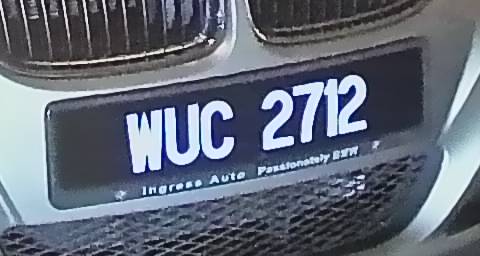 WUC 2712
Ingress Auto Passionately BMW